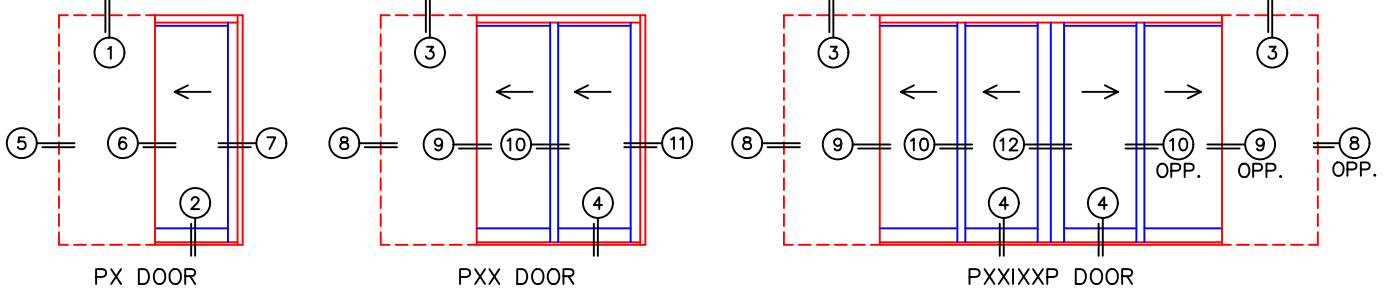 1 3 3 3
5 6 7 8 9 11 8 9 12 10 9 8
10 10
OPP. OPP. OPP.
2 4 4 4
PX DOOR PXX DOOR PXXIXXP DOOR